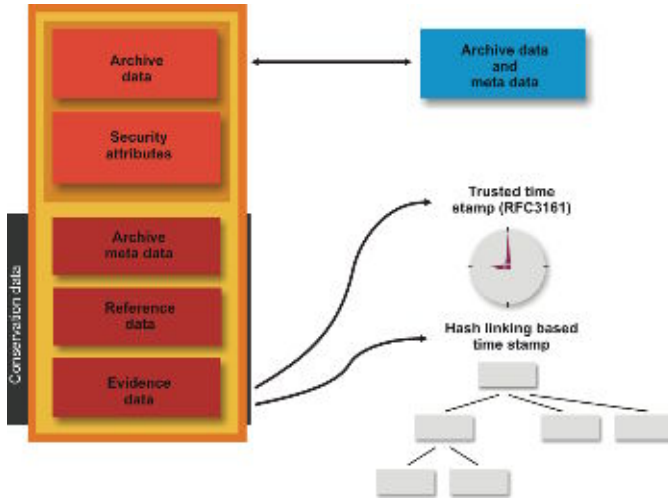 Archive
data
Archive data
and
meta data
Security
attributes
Trusted time
stamp (RFC3161)
Archive
meta data
Conservation data
Reference
data
Hash linking based
time stamp
Evidence
data